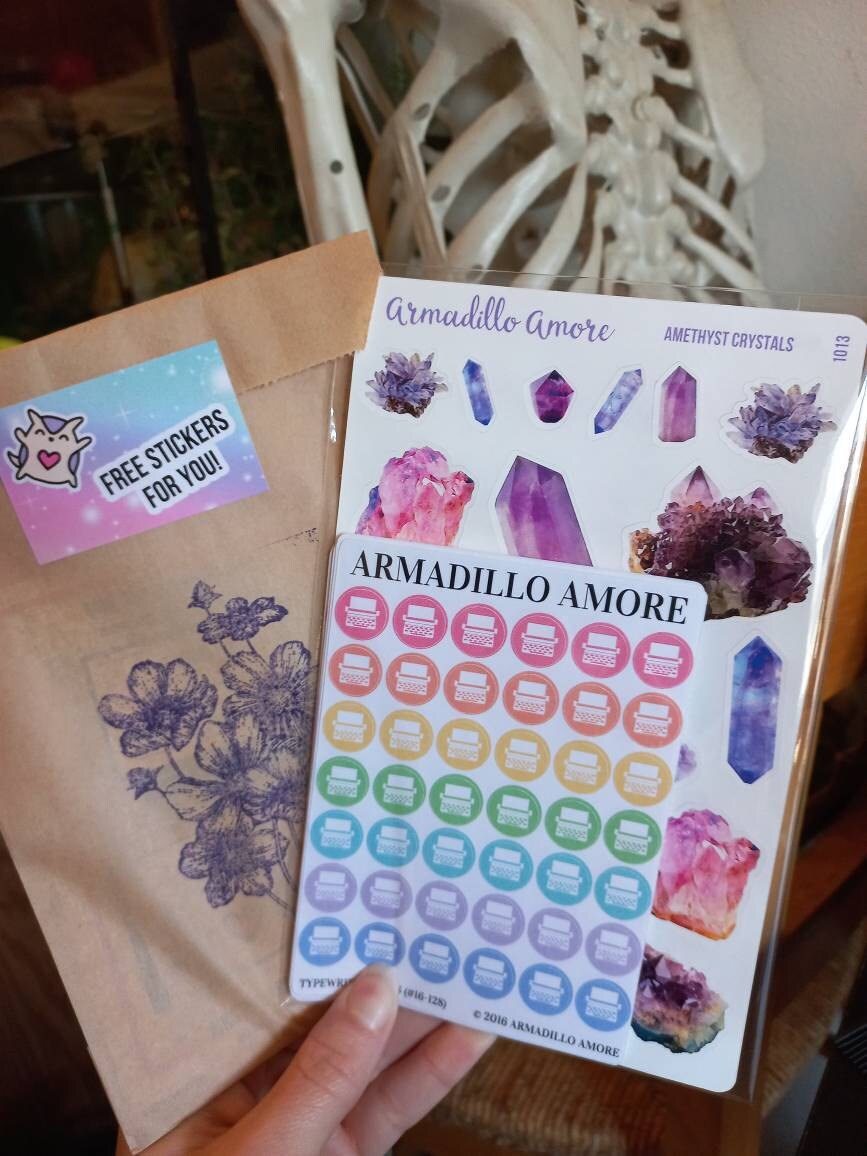 FREE STICKERS
FOR YOU!
Armadillo Amore
AMETHYST CRYSTALS
1013
ARMADILLO AMORE
(#16-128)
© 2016 ARMADILLO AMORE